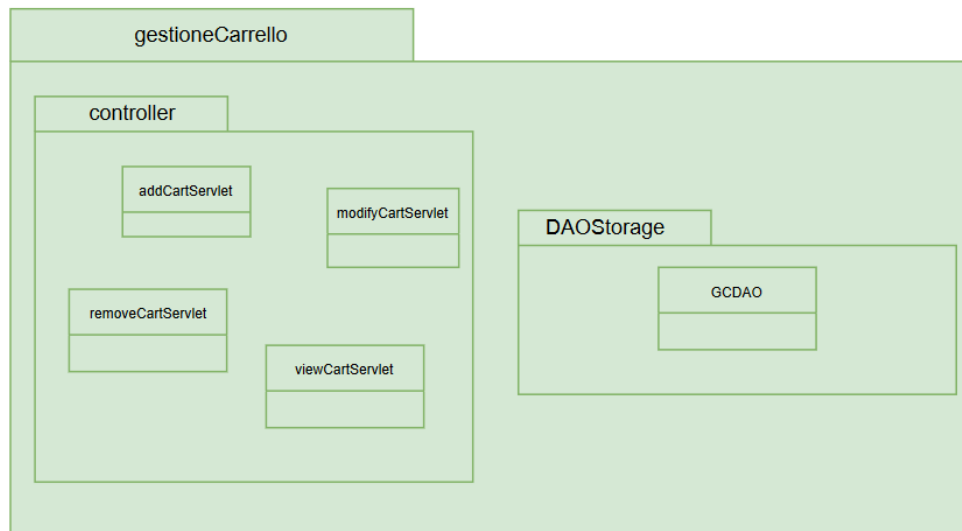 gestioneCarrello
controller
addCartServlet
modifyCartServlet
removeCartServlet
viewCartServlet
DAOStorage
GCDAO